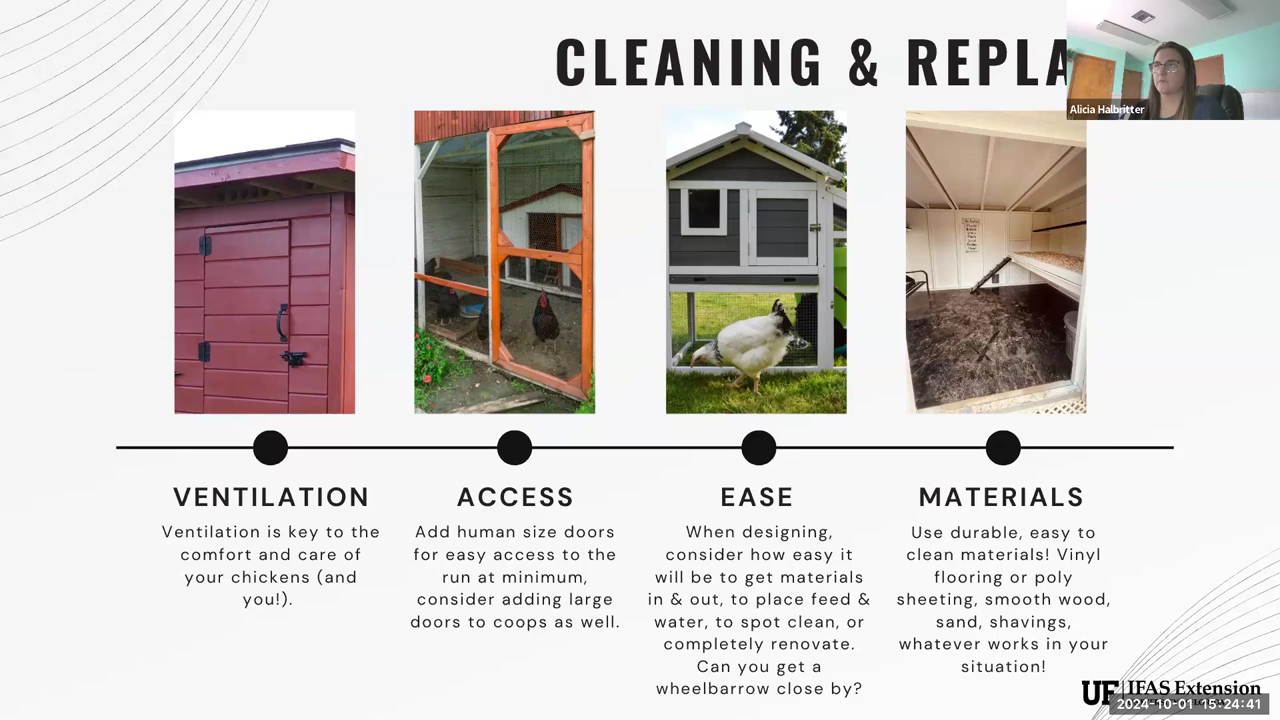 CLEANING & REPLA
Alicia Halbritter
VENTILATION
Ventilation is key to the
comfort and care of
your chickens (and
you!).
ACCESS
Add human size doors
for easy access to the
run at minimum,
consider adding large
doors to coops as well.
EASE
When designing,
consider how easy it
will be to get materials
in & out, to place feed &
water, to spot clean, or
completely renovate.
Can you get a
wheelbarrow close by?
MATERIALS
Use durable, easy to
clean materials! Vinyl
flooring or poly
sheeting, smooth wood,
sand, shavings,
whatever works in your
situation!
UF IFAS Extension
2024-10-01 15:24:41